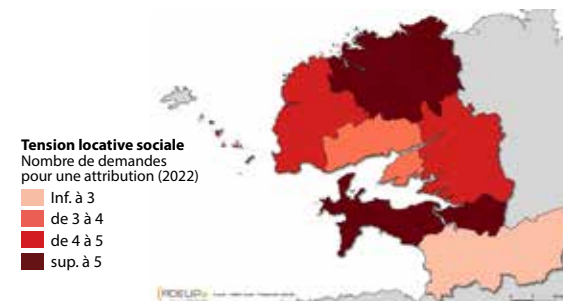 Tension locative sociale
Nombre de demandes
pour une attribution (2022)
Inf. à 3
de 3 à 4
de 4 à 5
sup. à 5
ADEUPa